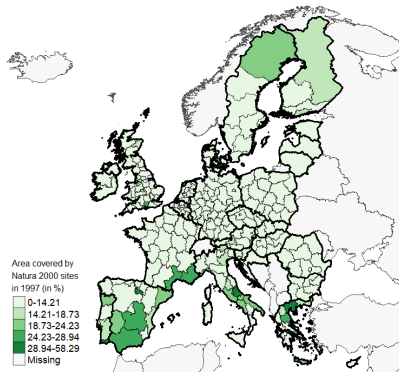 Area covered by
Natura 2000 sites
in 1997 (in %)
0-14.21
14.21-18.73
18.73-24.23
24.23-28.94
28.94-58.29
Missing